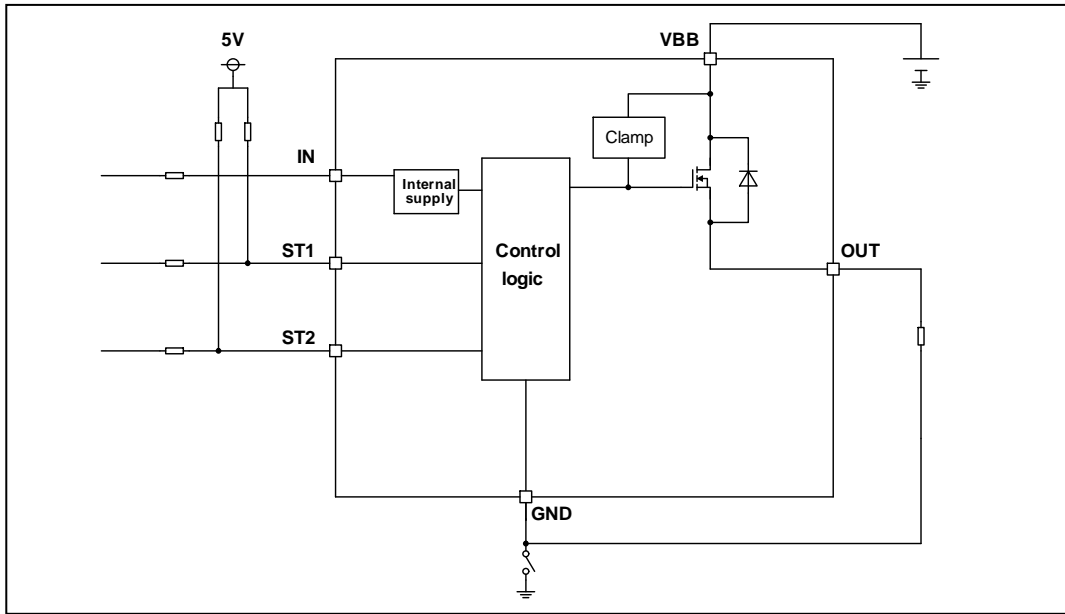 5V
VBB
Clamp
IN
Internal
supply
ST1
Control
logic
OUT
ST2
GND